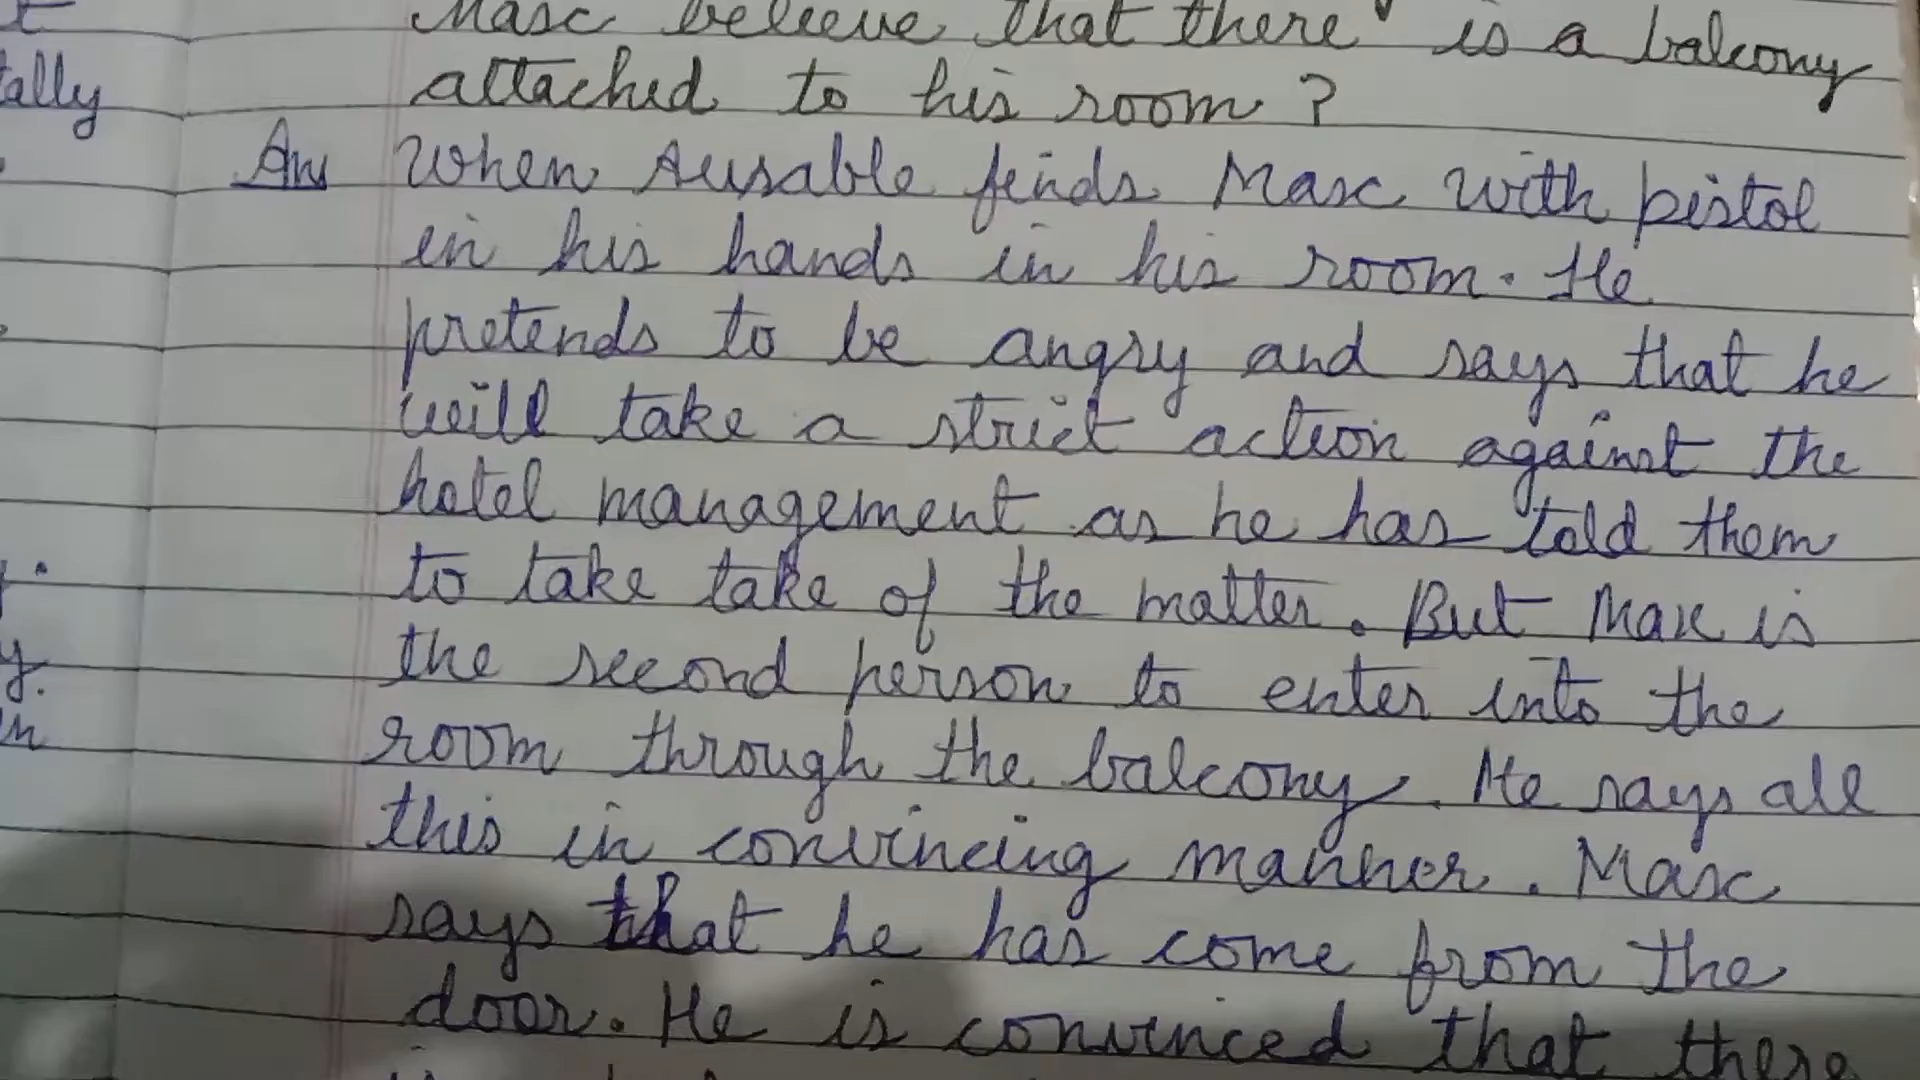 Max believe that there is a balcony
attached to his room?
Ans When Ausable finds Max with pistol
in his hands in his room. He
pretends to be angry and says that he
will take a strict action against the
hotel management as he has told them
to take take of the matter. But Max is
the second person to enter into the
room through the balcony. He says all
this in convincing manner. Max
says that he has come from the
door. He is convinced that there
tally
y.
in